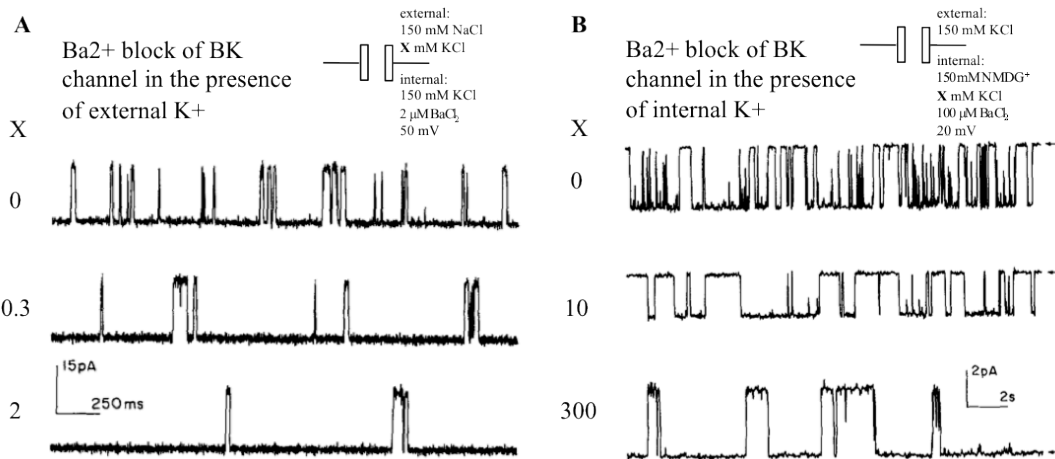 A
Ba2+ block of BK
channel in the presence
of external K+
external:
150 mM NaCl
X mM KCl
internal:
150 mM KCl
2 μM BaCl2
50 mV
X
0
0.3
2
15pA
250 ms
B
Ba2+ block of BK
channel in the presence
of internal K+
external:
150 mM KCl
internal:
150mMNMDG+
X mM KCl
100 μM BaCl2
20 mV
X
0
10
300
2pA
2s